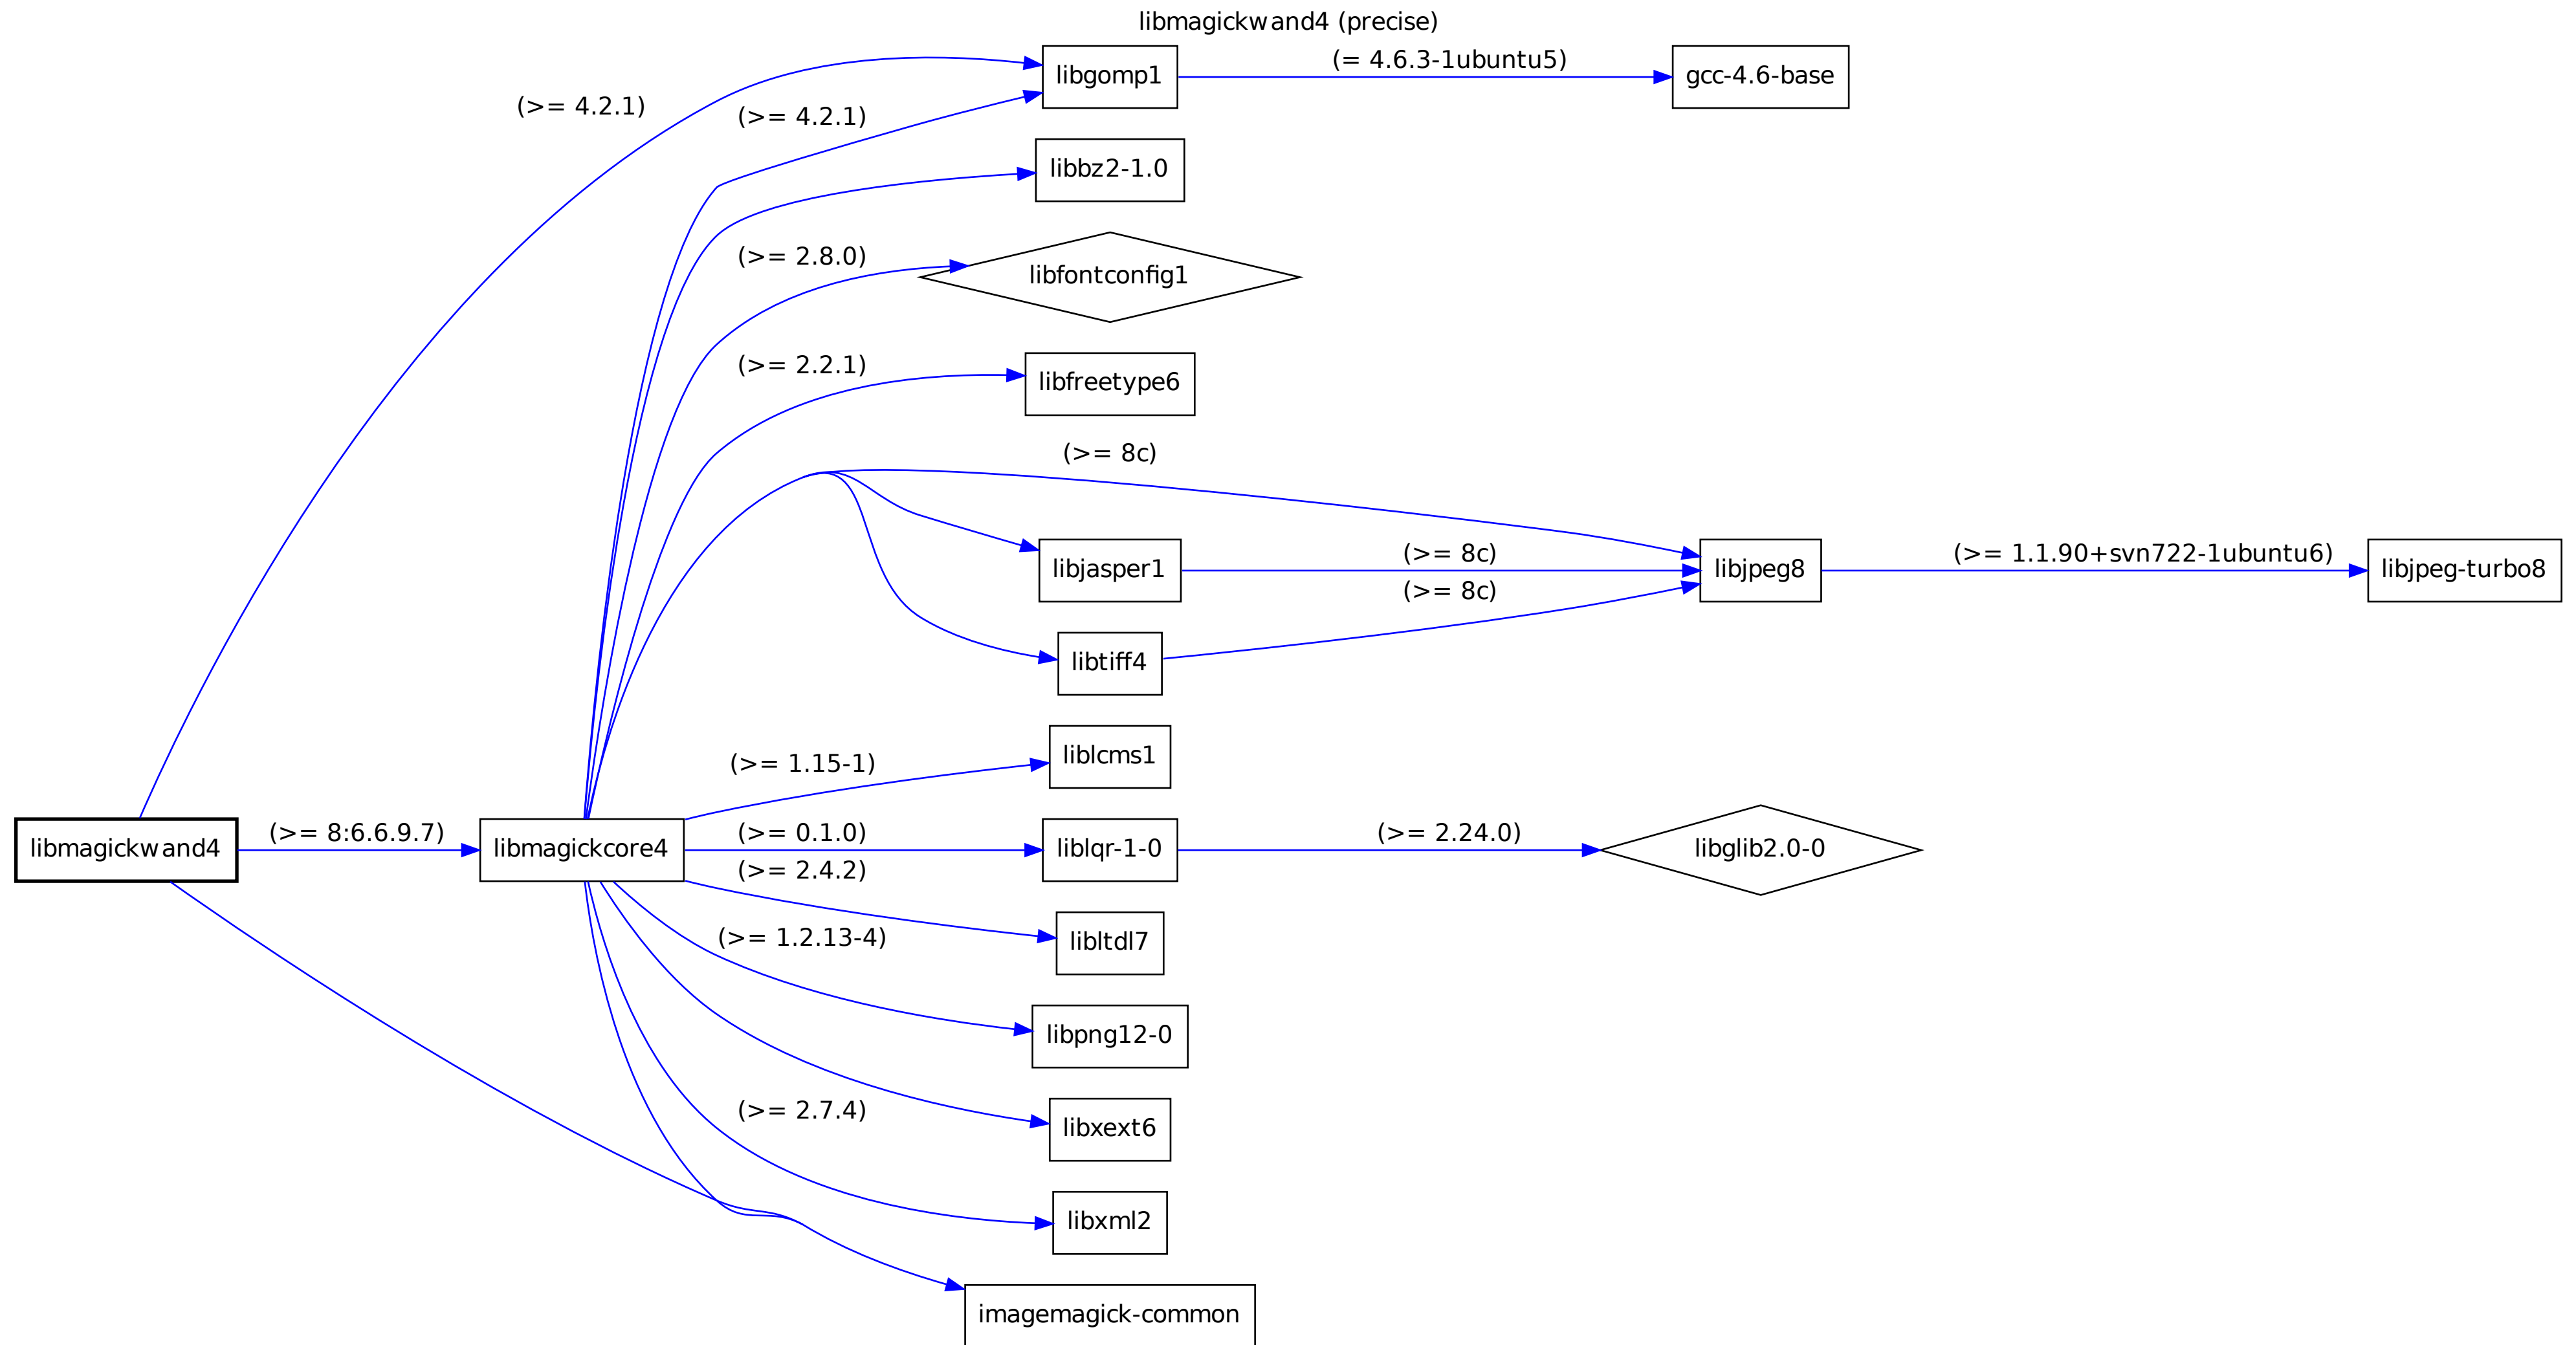 libmagickwand4 (precise)
(>= 4.2.1)
(>= 4.2.1)
libgomp1
(= 4.6.3-1ubuntu5)
gcc-4.6-base
libbz2-1.0
(>= 2.8.0)
libfontconfig1
(>= 2.2.1)
libfreetype6
(>= 8c)
libjasper1
(>= 8c)
libjpeg8
(>= 1.1.90+svn722-1ubuntu6)
libjpeg-turbo8
(>= 8c)
libtiff4
(>= 1.15-1)
liblcms1
libmagickwand4
(>= 8:6.6.9.7)
libmagickcore4
(>= 0.1.0)
liblqr-1-0
(>= 2.24.0)
libglib2.0-0
(>= 2.4.2)
libltdl7
(>= 1.2.13-4)
libpng12-0
libxext6
(>= 2.7.4)
libxml2
imagemagick-common